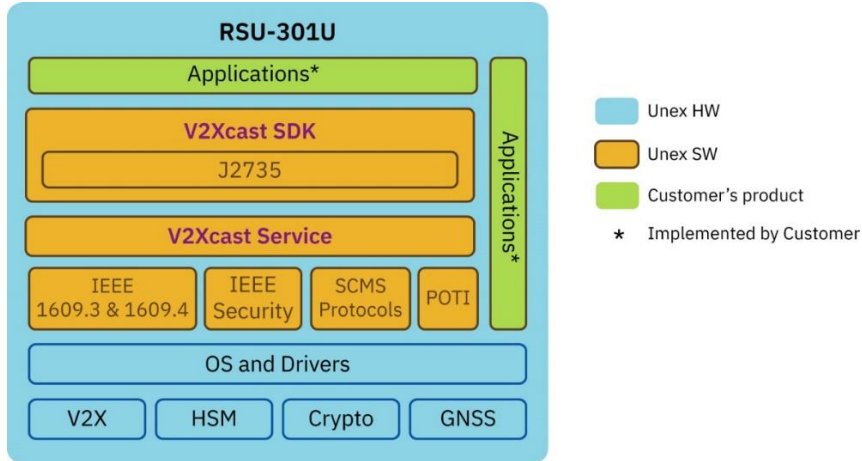 RSU-301U
Applications*
V2Xcast SDK
J2735
V2Xcast Service
IEEE
1609.3 & 1609.4
IEEE
Security
SCMS
Protocols
POTI
Applications*
OS and Drivers
V2X
HSM
Crypto
GNSS
Unex HW
Unex SW
Customer's product
* Implemented by Customer